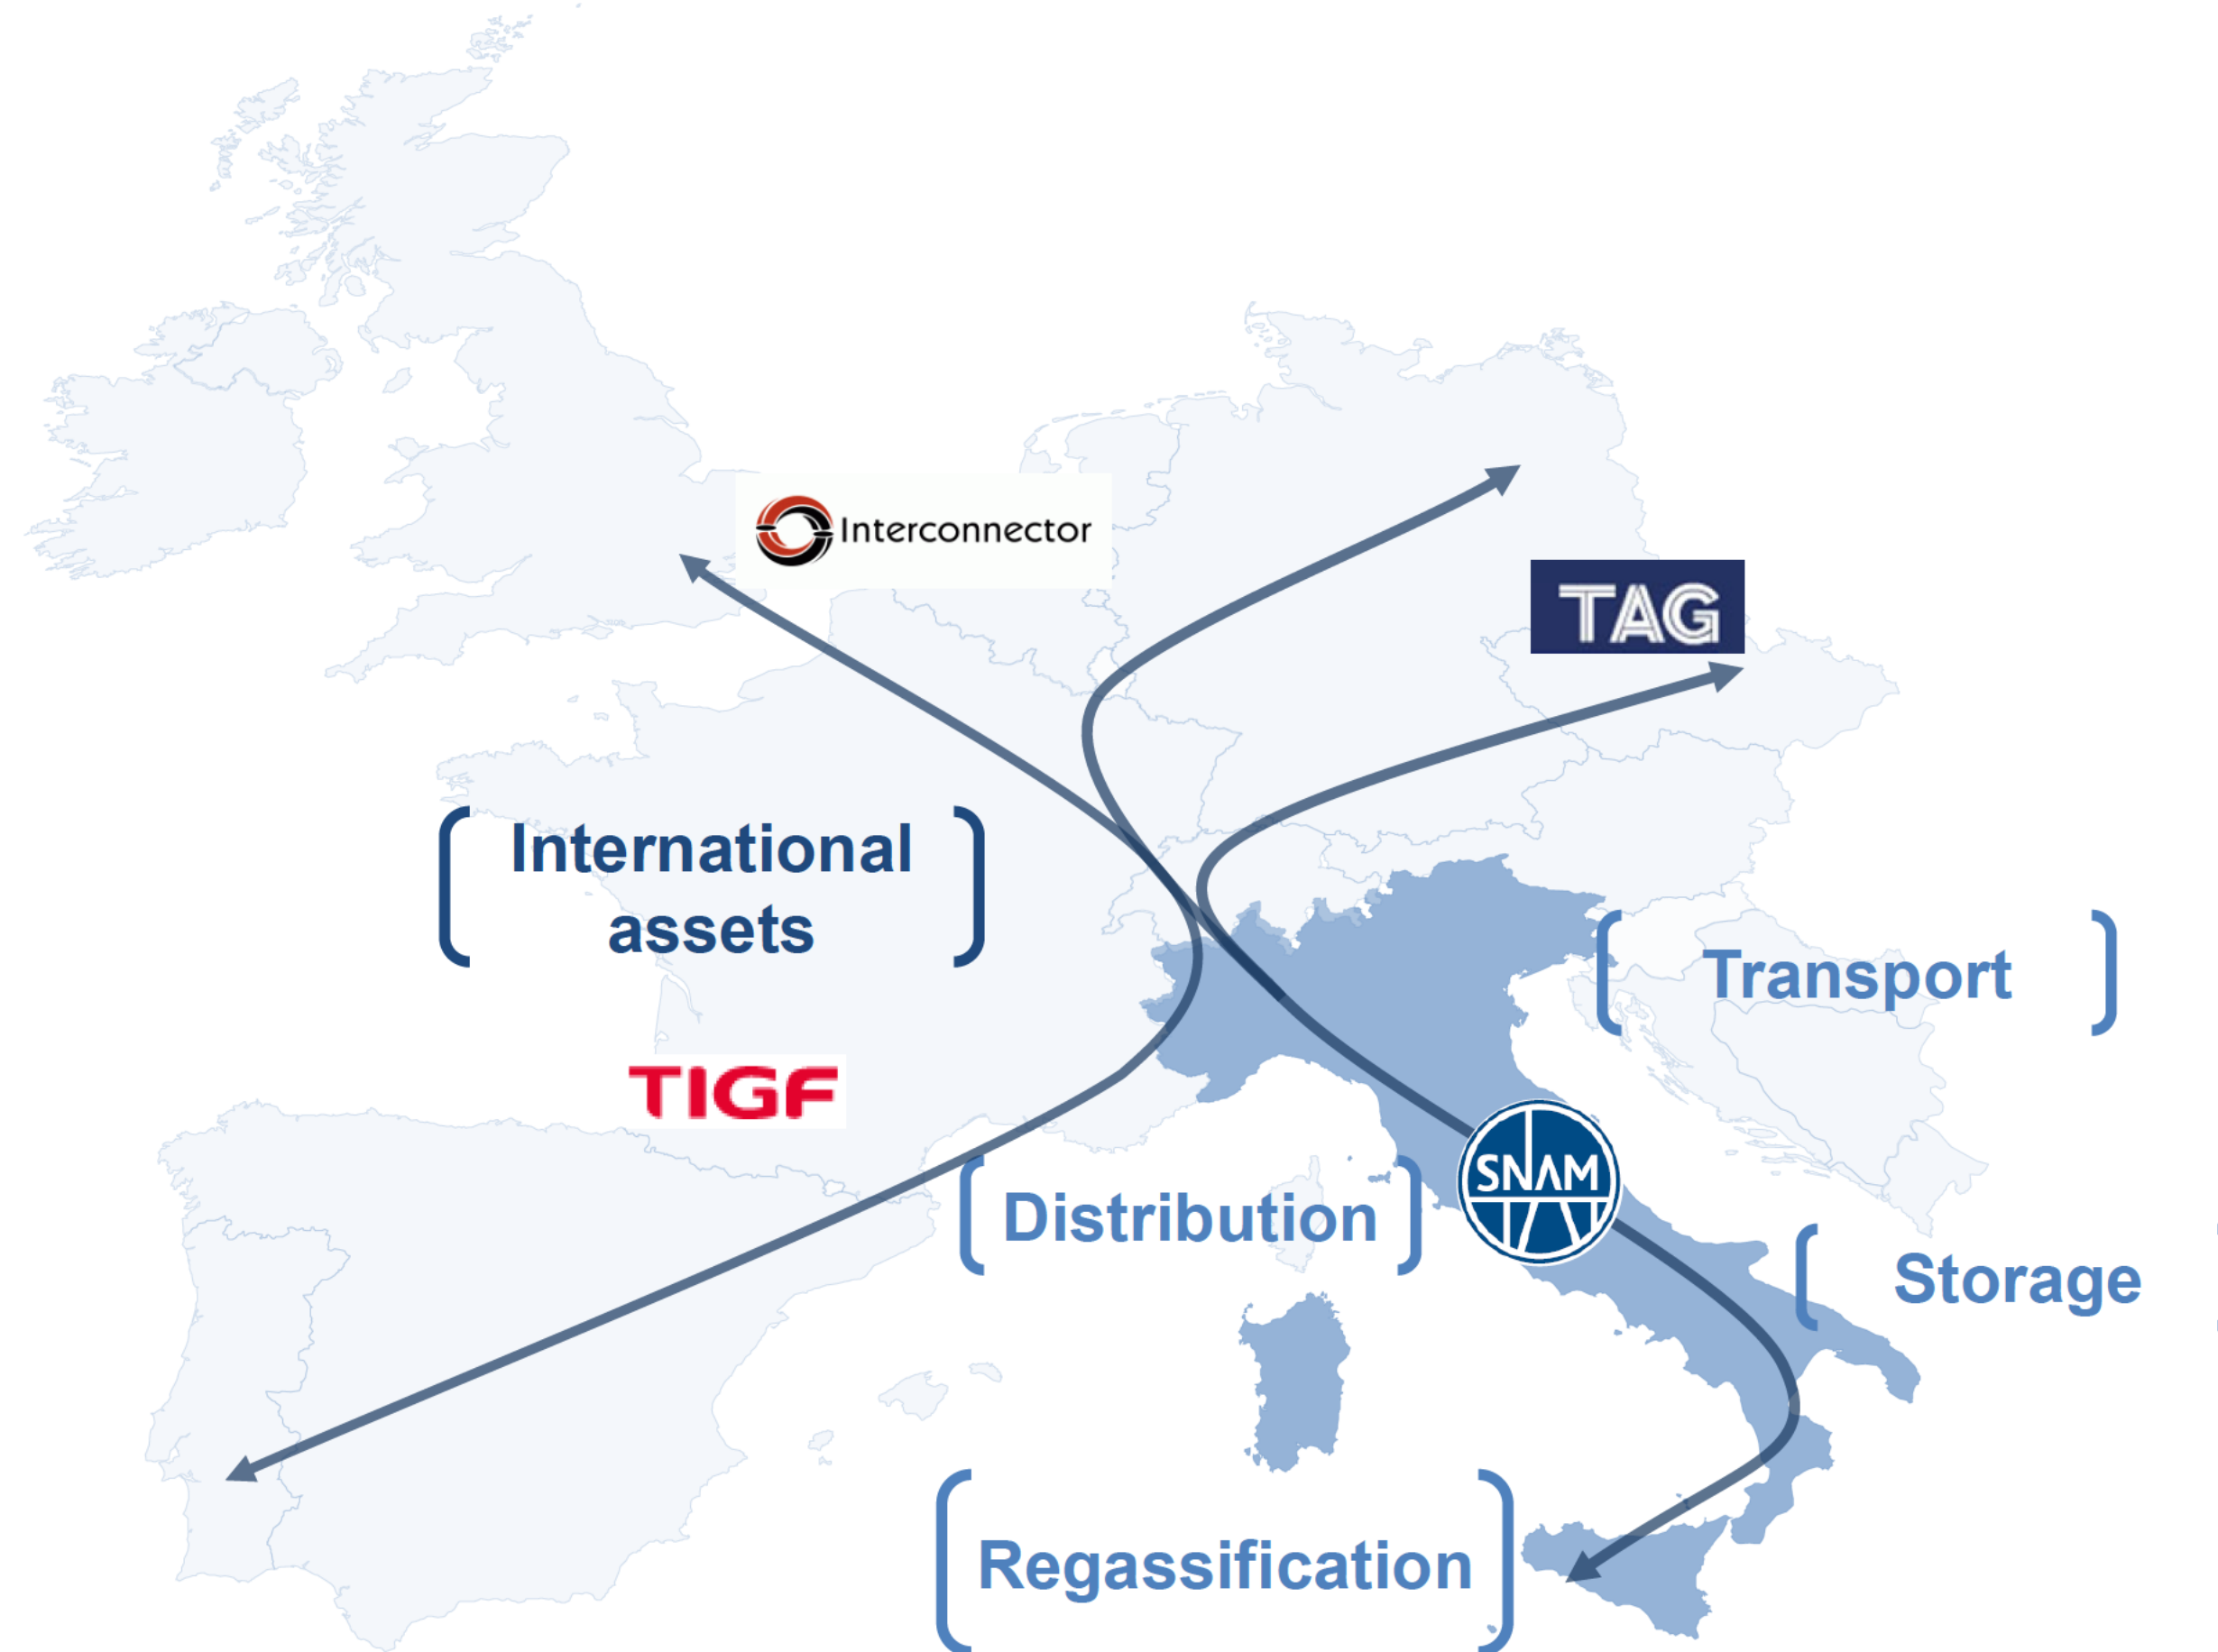 Interconnector
TAG
International
assets
Transport
TIGF
SNAM
Distribution
Storage
Regassification